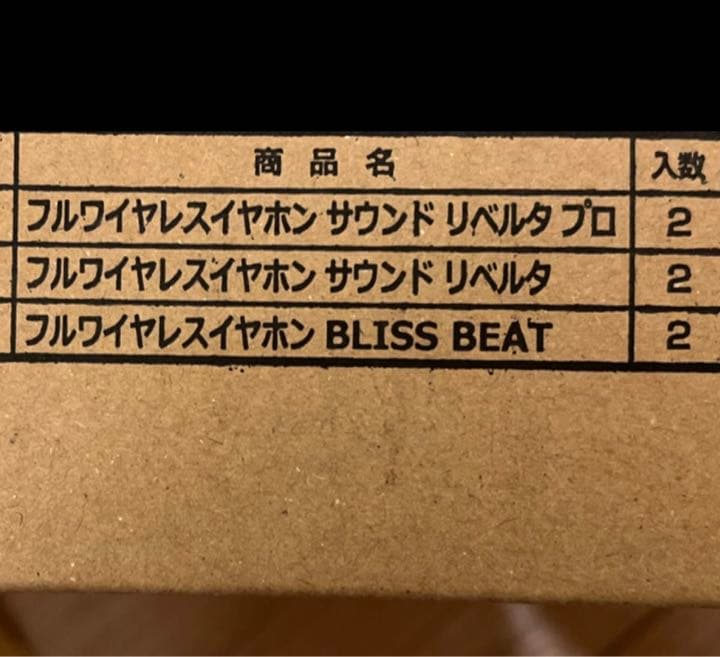 商品名 入数
フルワイヤレスイヤホン サウンド リベルタ プロ 2
フルワイヤレスイヤホン サウンド リベルタ 2
フルワイヤレスイヤホン BLISS BEAT 2